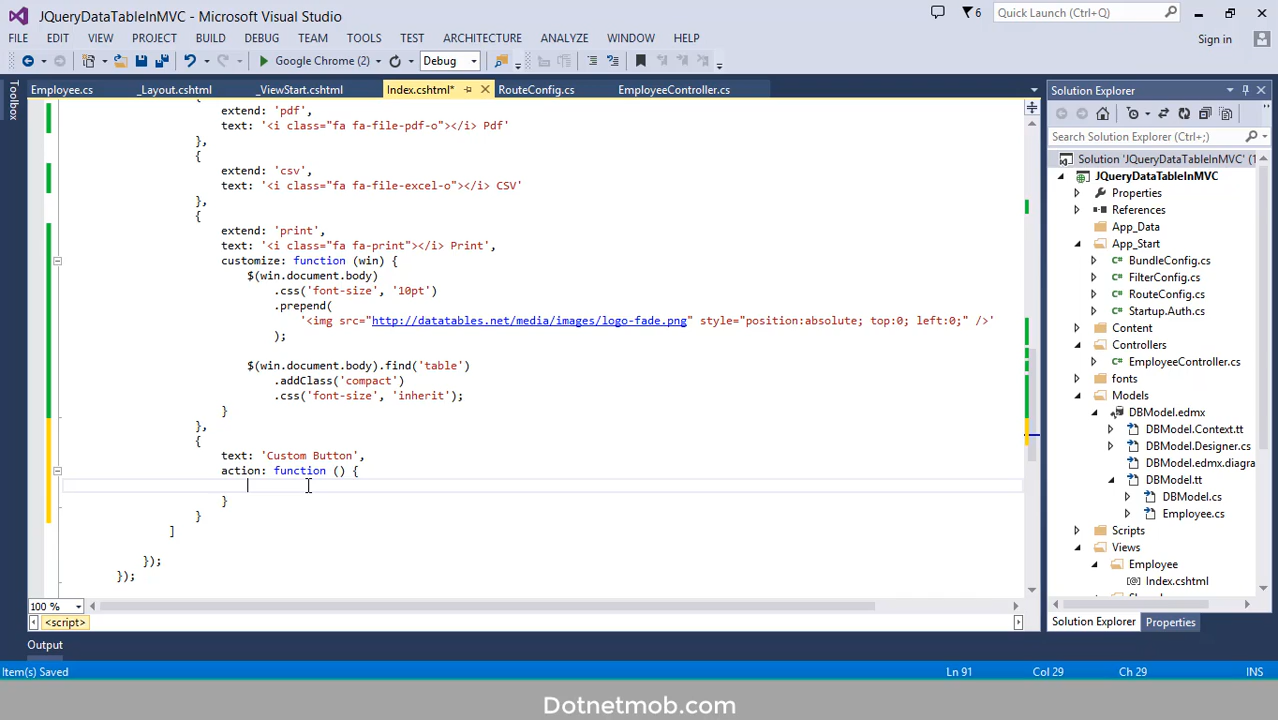 JQueryDataTableInMVC - Microsoft Visual Studio
6
Quick Launch (Ctrl+Q)
FILE EDIT VIEW PROJECT BUILD DEBUG TEAM TOOLS TEST ARCHITECTURE ANALYZE WINDOW HELP
Sign in
Google Chrome (2) Debug
Toolbox
Employee.cs _Layout.cshtml _ViewStart.cshtml Index.cshtml* RouteConfig.cs EmployeeController.cs
{
extend: 'pdf',
text: '<i class="fa fa-file-pdf-o"></i> Pdf'
},
{
extend: 'csv',
text: '<i class="fa fa-file-excel-o"></i> CSV'
},
{
extend: 'print',
text: '<i class="fa fa-print"></i> Print',
customize: function (win) {
$(win.document.body)
.css('font-size', '10pt')
.prepend(
'<img src="http://datatables.net/media/images/logo-fade.png" style="position:absolute; top:0; left:0;" />'
);
$(win.document.body).find('table')
.addClass('compact')
.css('font-size', 'inherit');
}
},
{
text: 'Custom Button',
action: function () {
}
}
]
});
});
100 %
<script>
Output
Item(s) Saved
Ln 91 Col 29 Ch 29 INS
Solution Explorer
Search Solution Explorer (Ctrl+;)
Solution 'JQueryDataTableInMVC' (1
JQueryDataTableInMVC
Properties
References
App_Data
App_Start
BundleConfig.cs
FilterConfig.cs
RouteConfig.cs
Startup.Auth.cs
Content
Controllers
EmployeeController.cs
fonts
Models
DBModel.edmx
DBModel.Context.tt
DBModel.Designer.cs
DBModel.edmx.diagra
DBModel.tt
DBModel.cs
Employee.cs
Scripts
Views
Employee
Index.cshtml
Solution Explorer Properties
Dotnetmob.com